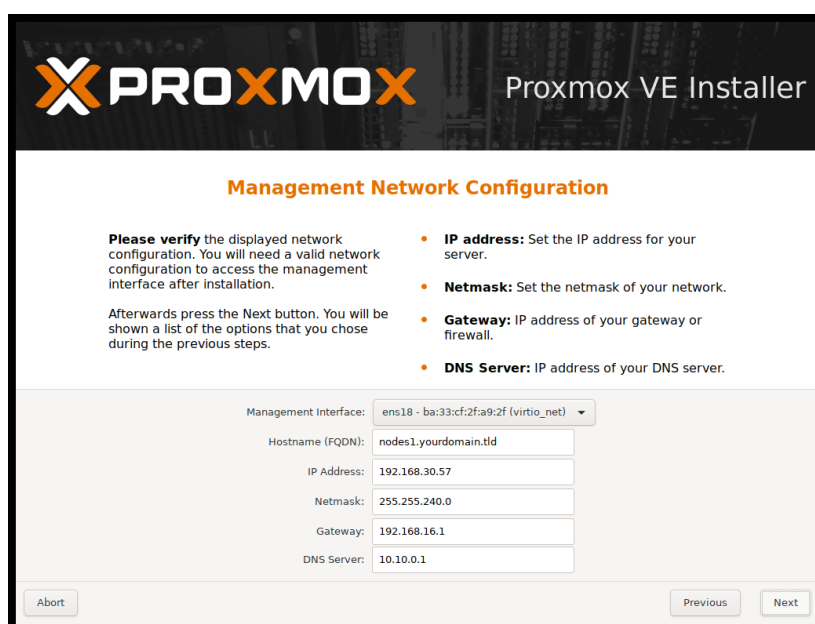 PROXMOX
Proxmox VE Installer
Management Network Configuration
Please verify the displayed network
configuration. You will need a valid network
configuration to access the management
interface after installation.
Afterwards press the Next button. You will be
shown a list of the options that you chose
during the previous steps.
• IP address: Set the IP address for your
server.
• Netmask: Set the netmask of your network.
• Gateway: IP address of your gateway or
firewall.
• DNS Server: IP address of your DNS server.
Management Interface: ens18 - ba:33:cf:2f:a9:2f (virtio_net)
Hostname (FQDN): nodes1.yourdomain.tld
IP Address: 192.168.30.57
Netmask: 255.255.240.0
Gateway: 192.168.16.1
DNS Server: 10.10.0.1
Abort Previous Next